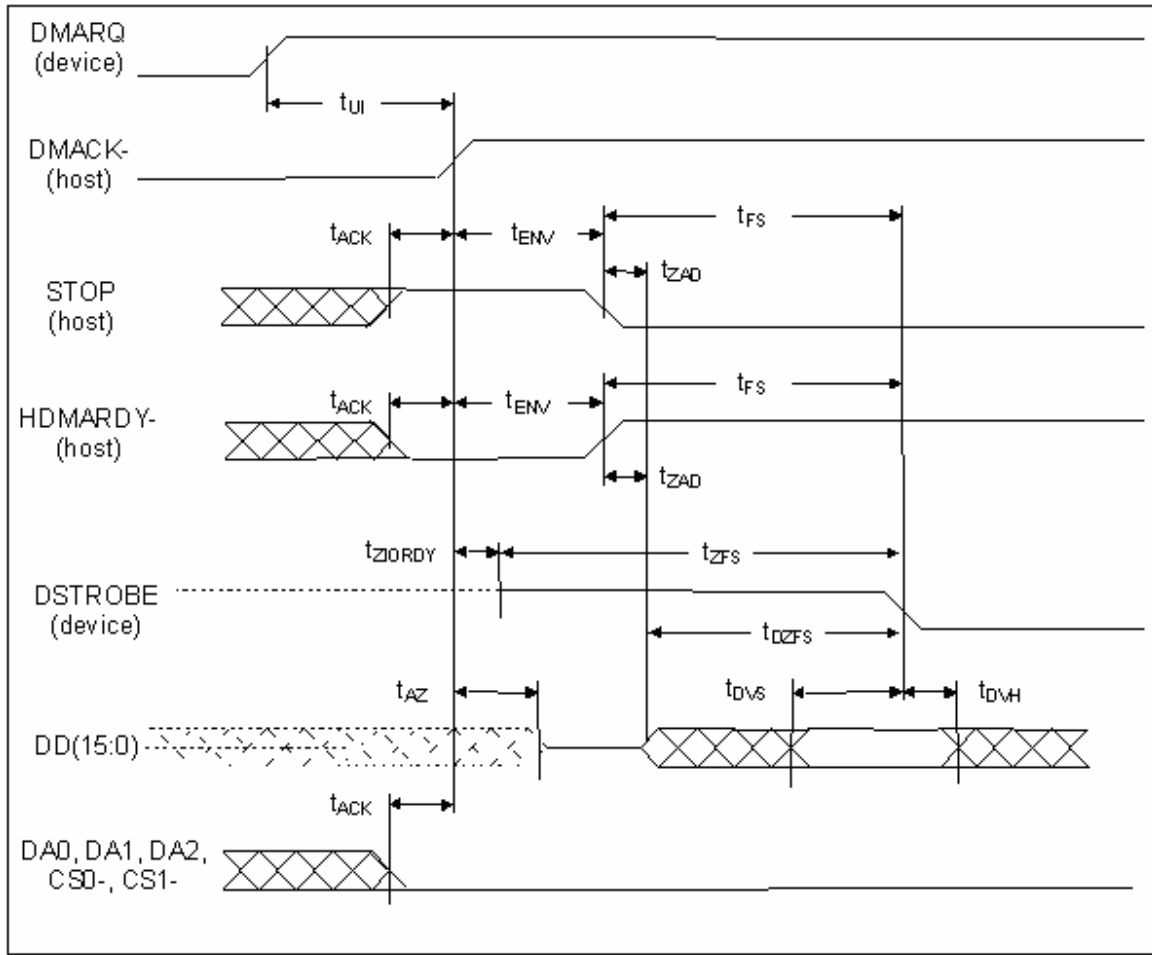 DMARQ
(device)
tUI
DMACK-
(host)
tACK
tENV
tFS
tZAD
STOP
(host)
tACK
tENV
tFS
HDMARDY-
(host)
tZAD
tZIORDY
tZFS
DSTROBE
(device)
tDZFS
tAZ
tDVS
tDVH
DD(15:0)
tACK
DA0, DA1, DA2,
CS0-, CS1-